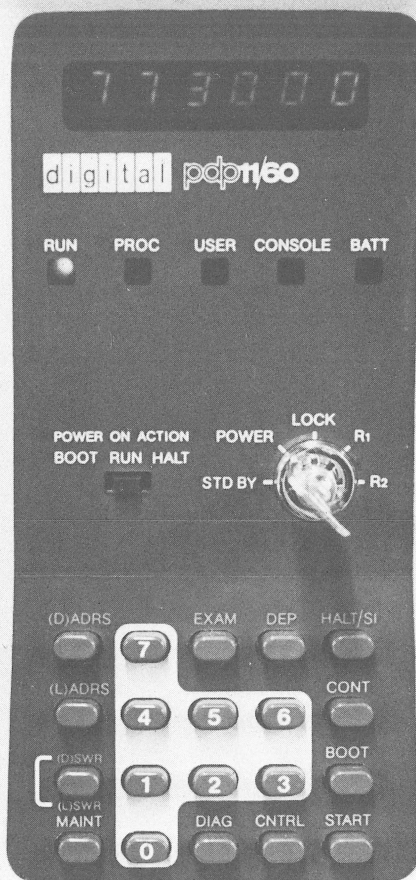 773000
digital pdp11/60
RUN PROC USER CONSOLE BATT
LOCK
POWER ON ACTION POWER R1
BOOT RUN HALT
STD BY R2
(D)ADRS 7 EXAM DEP HALT/SI
(L)ADRS 4 5 6 CONT
(D)SWR 1 2 3 BOOT
(L)SWR
MAINT 0 DIAG CNTRL START